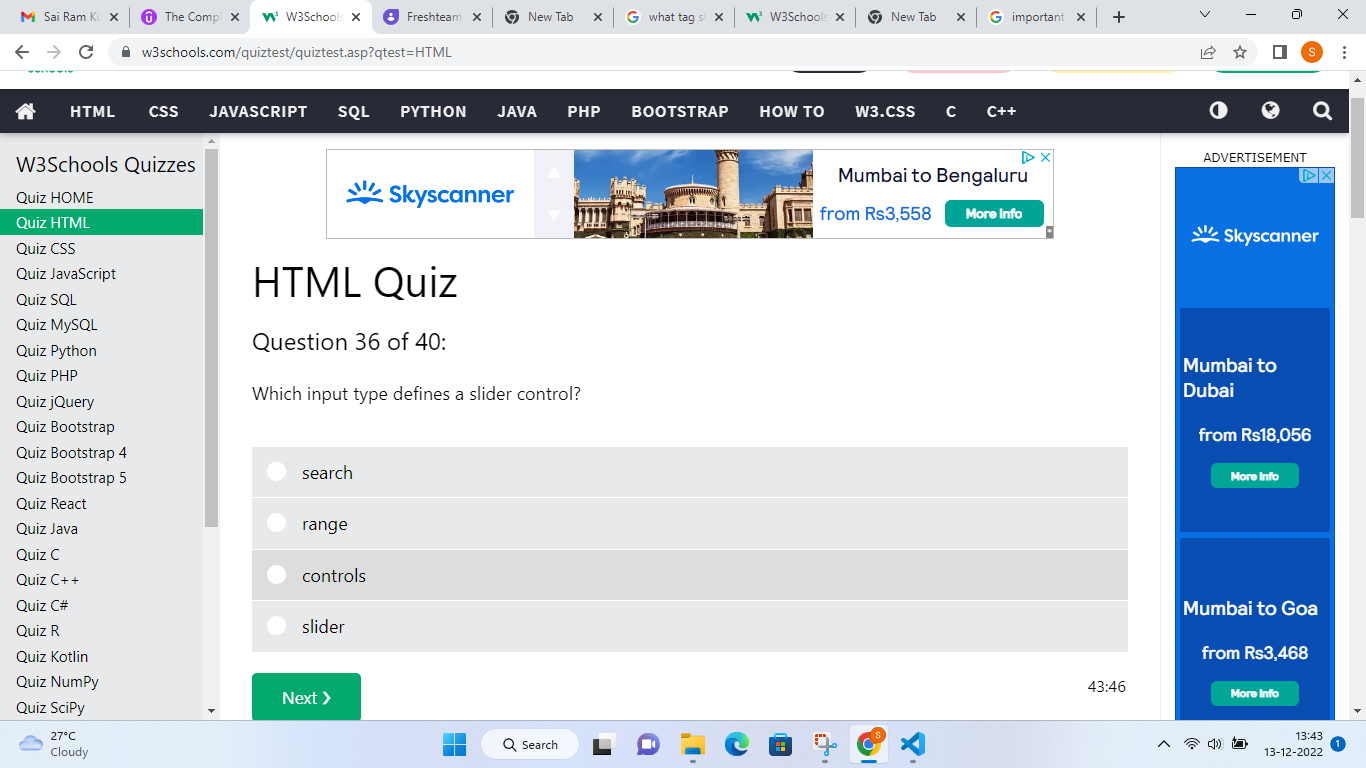 Sai Ram Ka
The Compl
W3Schools
Freshteam
New Tab
what tag sh
W3Schools
New Tab
important
w3schools.com/quiztest/quiztest.asp?qtest=HTML
S
HTML CSS JAVASCRIPT SQL PYTHON JAVA PHP BOOTSTRAP HOW TO W3.CSS C C++
W3Schools Quizzes
Quiz HOME
Quiz HTML
Quiz CSS
Quiz JavaScript
Quiz SQL
Quiz MySQL
Quiz Python
Quiz PHP
Quiz jQuery
Quiz Bootstrap
Quiz Bootstrap 4
Quiz Bootstrap 5
Quiz React
Quiz Java
Quiz C
Quiz C++
Quiz C#
Quiz R
Quiz Kotlin
Quiz NumPy
Quiz SciPy
Skyscanner
Mumbai to Bengaluru
from Rs3,558 More Info
HTML Quiz
Question 36 of 40:
Which input type defines a slider control?
search
range
controls
slider
Next ❯
43:46
ADVERTISEMENT
Skyscanner
Mumbai to
Dubai
from Rs18,056
More Info
Mumbai to Goa
from Rs3,468
More Info
27°C
Cloudy
Search
S
13:43
13-12-2022
1